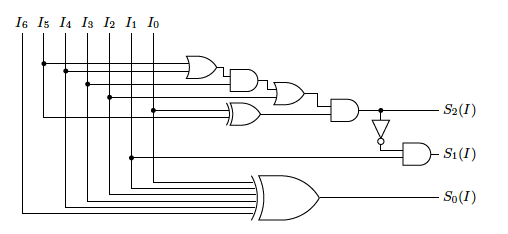 I₆ I₅ I₄ I₃ I₂ I₁ I₀
S₂(I)
S₁(I)
S₀(I)